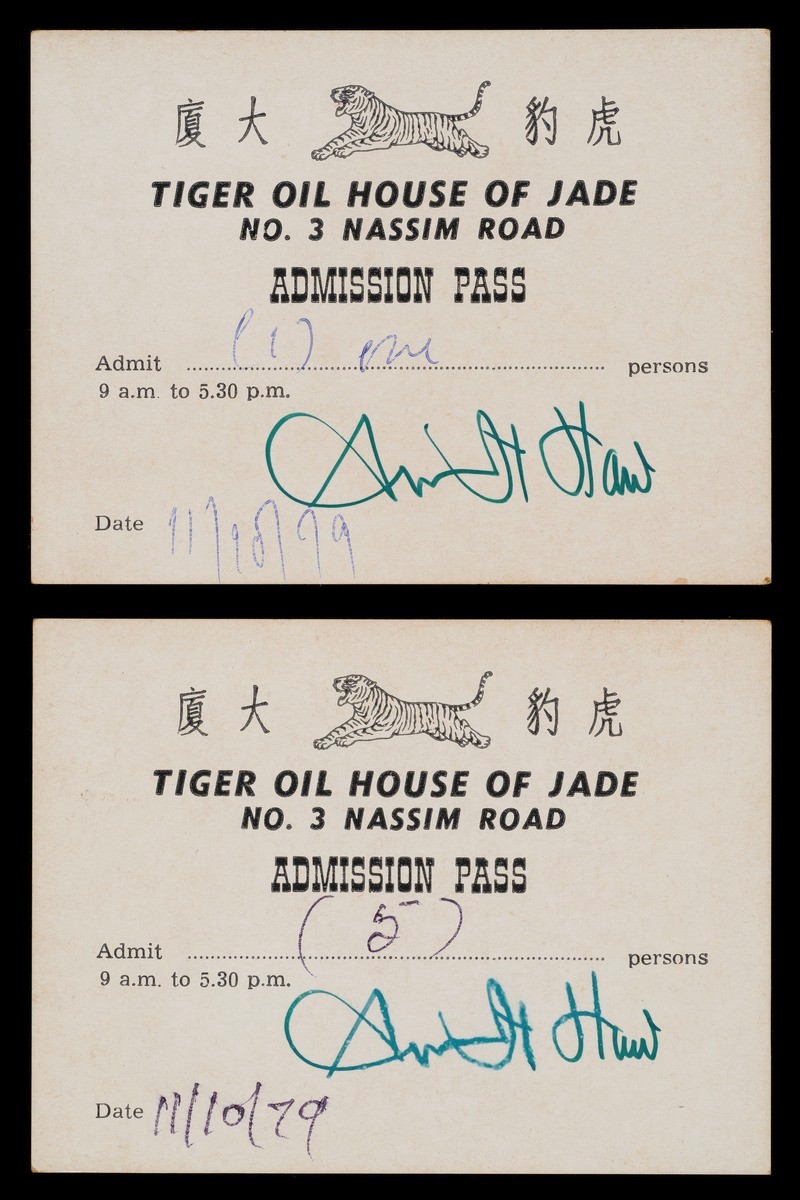 虎豹大廈
TIGER OIL HOUSE OF JADE
NO. 3 NASSIM ROAD
ADMISSION PASS
Admit (1) one persons
9 a.m. to 5.30 p.m.
Date 11/10/79
虎豹大廈
TIGER OIL HOUSE OF JADE
NO. 3 NASSIM ROAD
ADMISSION PASS
Admit (5) persons
9 a.m. to 5.30 p.m.
Date 11/10/79